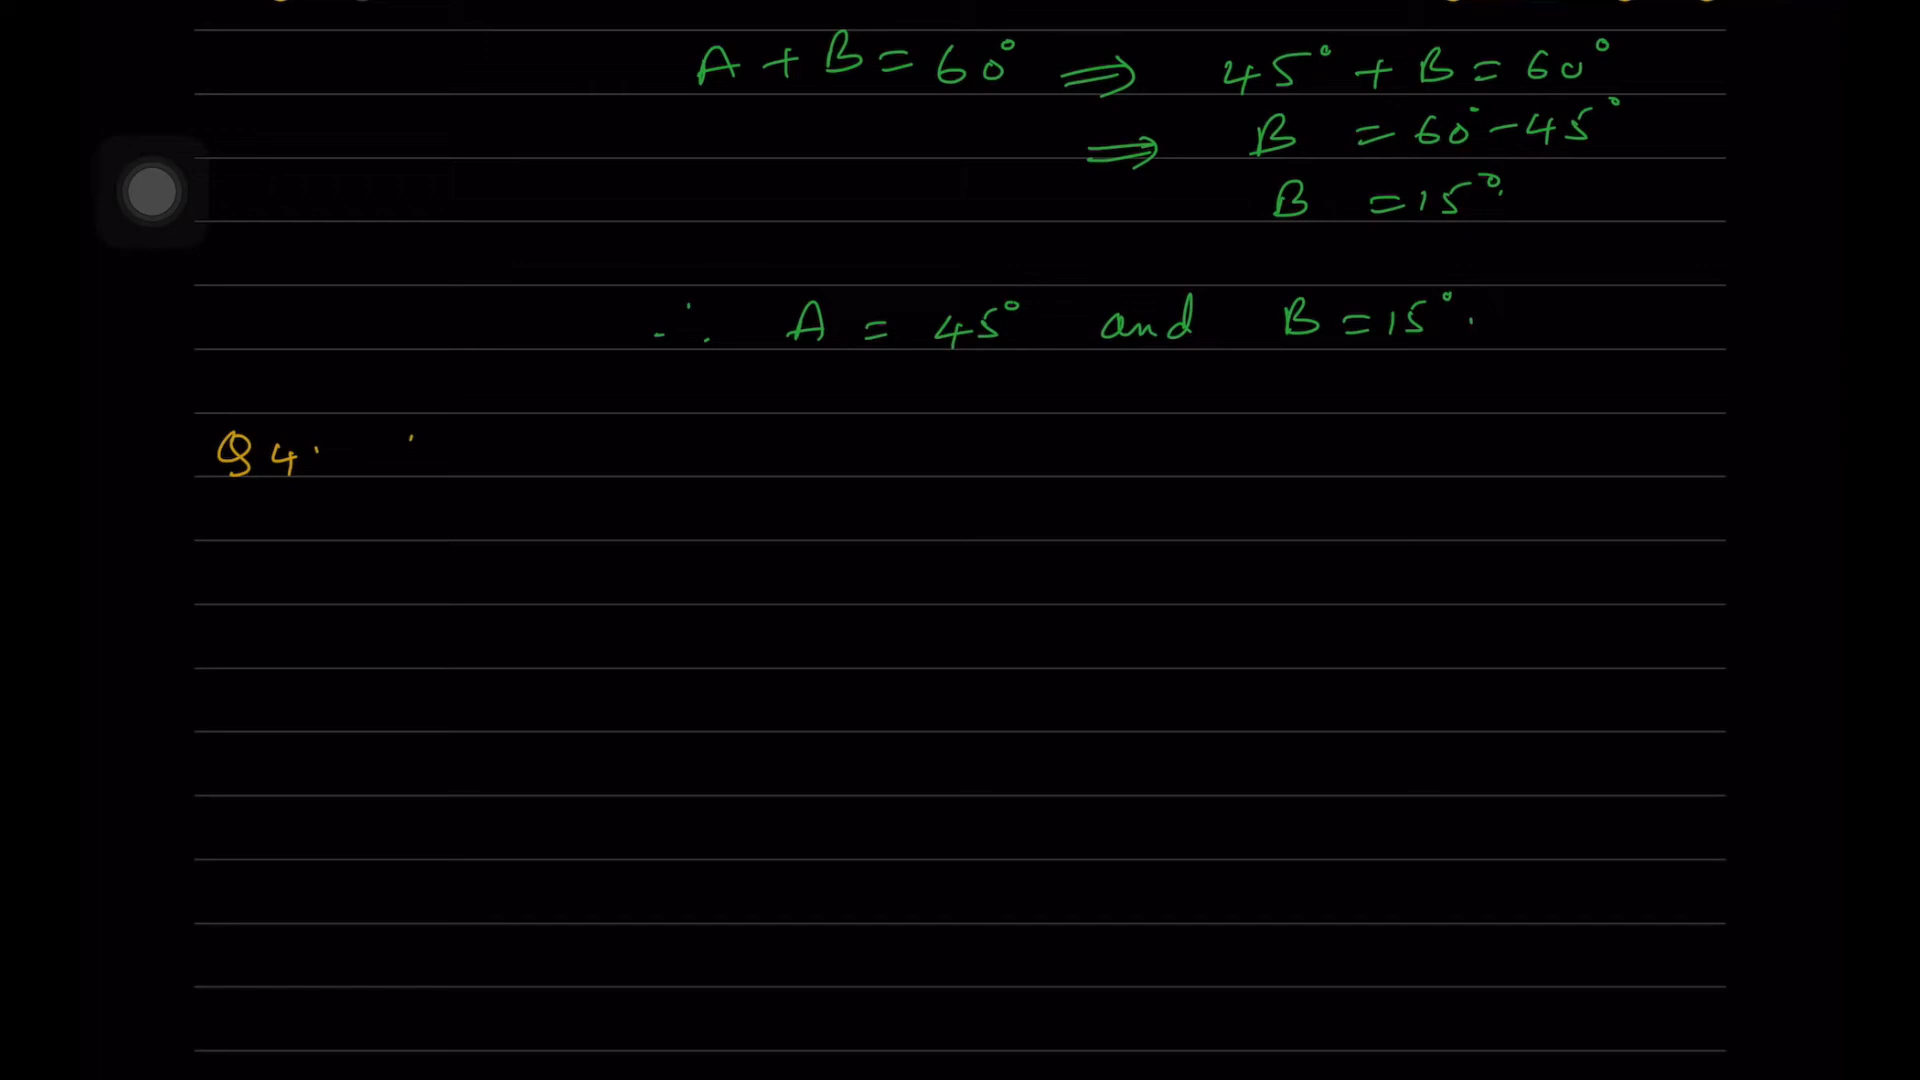 A + B = 60° ⟹ 45° + B = 60°
⟹ B = 60° - 45°
B = 15°.
∴ A = 45° and B = 15°.
Q4.